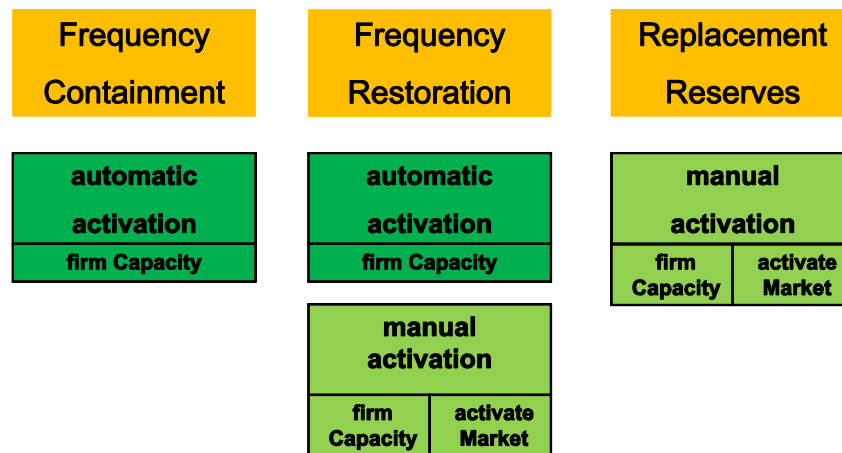 Frequency
Containment
automatic
activation
firm Capacity
Frequency
Restoration
automatic
activation
firm Capacity
manual
activation
firm
Capacity
activate
Market
Replacement
Reserves
manual
activation
firm
Capacity
activate
Market